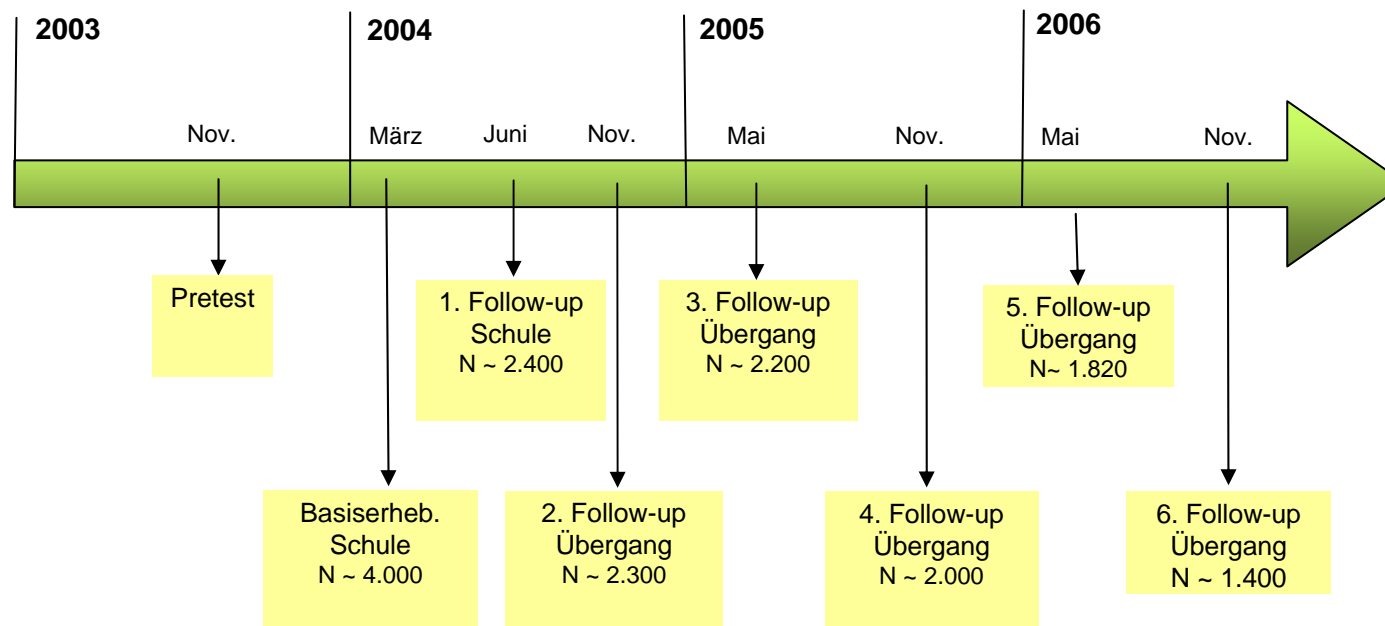 2003
2004
2005
2006
Nov.
März
Juni
Nov.
Mai
Nov.
Mai
Nov.
Pretest
1. Follow-up
Schule
N ~ 2.400
3. Follow-up
Übergang
N ~ 2.200
5. Follow-up
Übergang
N~ 1.820
Basiserheb.
Schule
N ~ 4.000
2. Follow-up
Übergang
N ~ 2.300
4. Follow-up
Übergang
N ~ 2.000
6. Follow-up
Übergang
N ~ 1.400